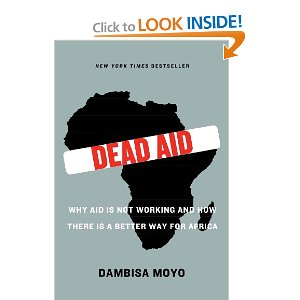 Click to LOOK INSIDE!
NEW YORK TIMES BESTSELLER
DEAD AID
WHY AID IS NOT WORKING AND HOW
THERE IS A BETTER WAY FOR AFRICA
DAMBISA MOYO